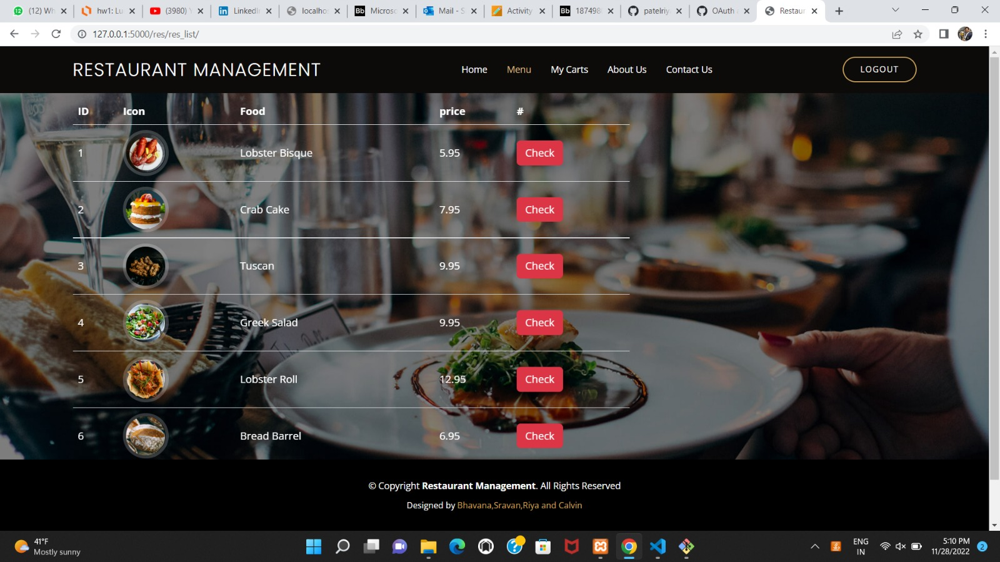 (12) Wh
hw1: Lu
(3980) Y
LinkedIn
localhos
Microsc
Mail - S
Activity
187498
patelriy
OAuth
Restaur
127.0.0.1:5000/res/res_list/
RESTAURANT MANAGEMENT
Home
Menu
My Carts
About Us
Contact Us
LOGOUT
ID Icon Food price #
1 Lobster Bisque 5.95 Check
2 Crab Cake 7.95 Check
3 Tuscan 9.95 Check
4 Greek Salad 9.95 Check
5 Lobster Roll 12.95 Check
6 Bread Barrel 6.95 Check
© Copyright Restaurant Management. All Rights Reserved
Designed by Bhavana,Sravan,Riya and Calvin
41°F
Mostly sunny
ENG
IN
5:10 PM
11/28/2022
2